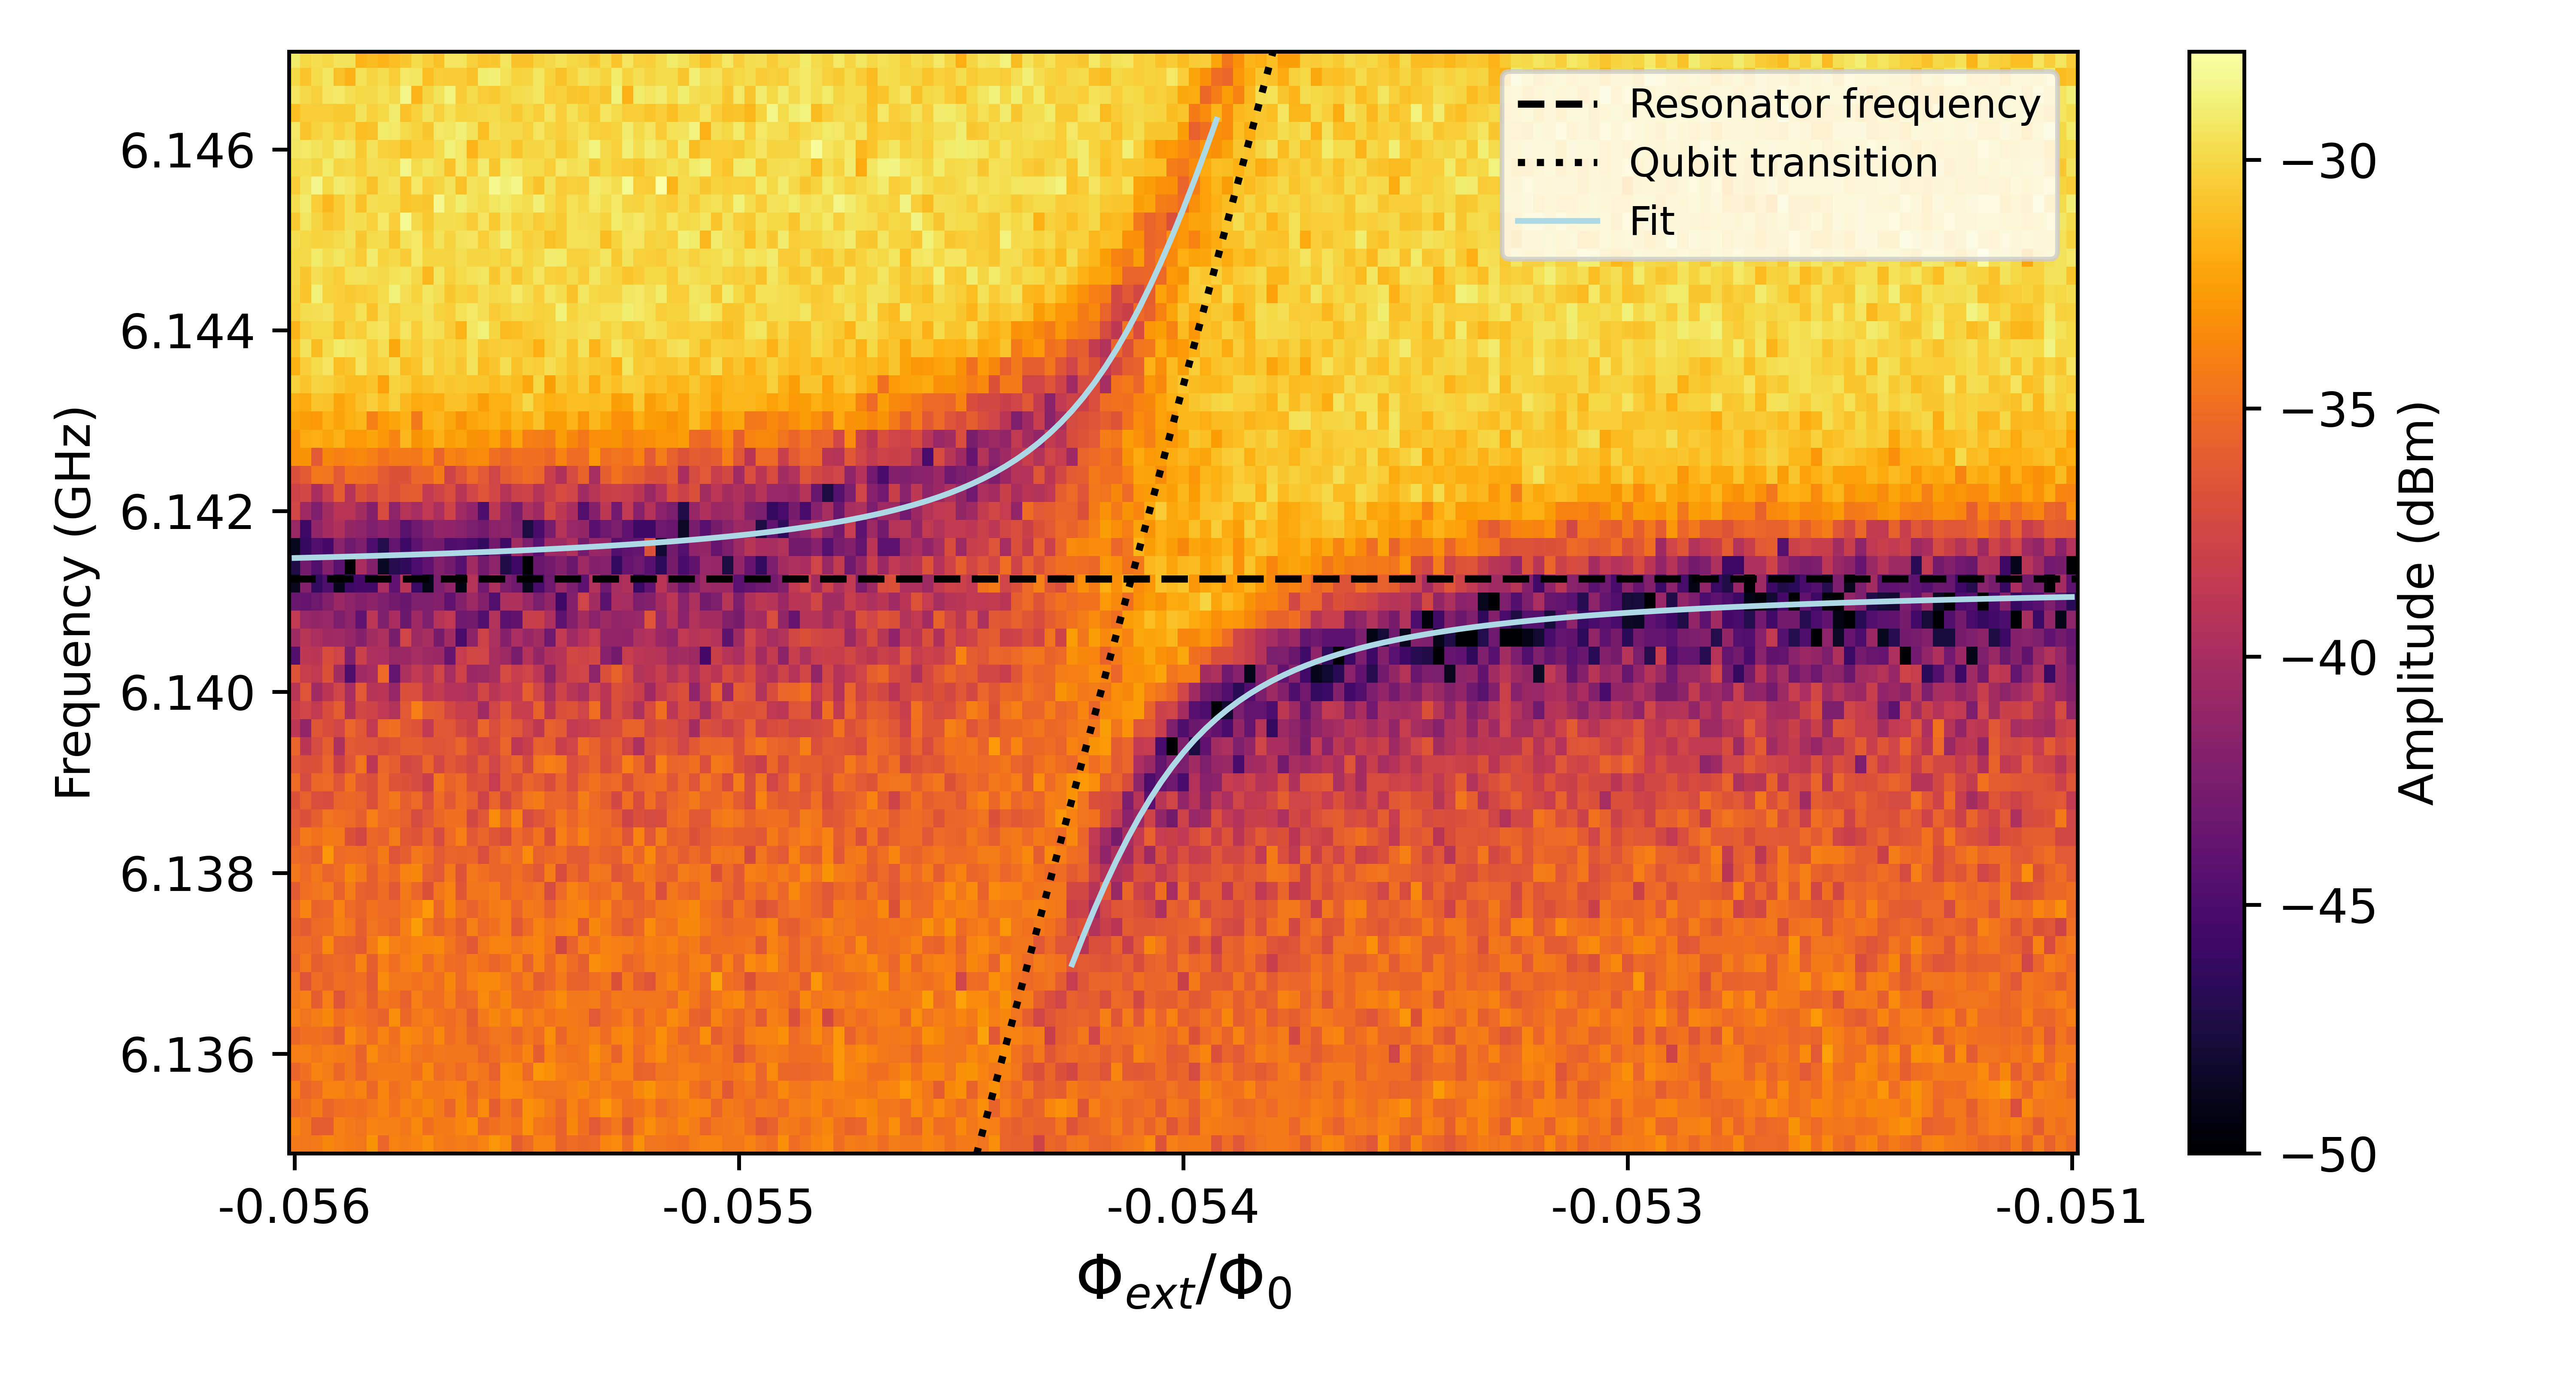 Resonator frequency
Qubit transition
Fit
6.146
6.144
6.142
6.140
6.138
6.136
Frequency (GHz)
-0.056
-0.055
-0.054
-0.053
-0.051
Φext/Φ0
−30
−35
−40
−45
−50
Amplitude (dBm)